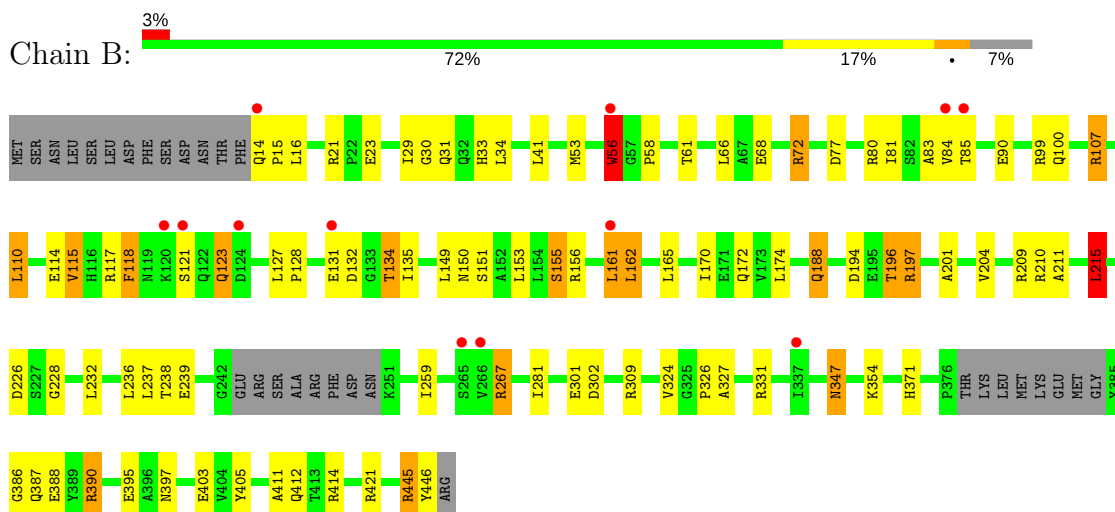 3%
Chain B:
72% 17% • 7%
MET SER ASN LEU SER LEU ASP PHE SER ASP ASN THR PHE Q14 P15 L16 R21 P22 E23 I29 G30 Q31 Q32 H33 L34 L41 M53 W56 G57 P58 T61 L66 A67 E68 R72 D77 R80 I81 S82 A83 V84 T85 E90 R99 Q100 R107
L110 E114 V115 H116 R117 F118 N119 K120 S121 Q122 Q123 D124 L127 P128 E131 D132 G133 T134 I135 L149 N150 S151 A152 L153 L154 S155 R156 L161 L162 L165 I170 E171 Q172 V173 L174 Q188 D194 E195 T196 R197 A201 V204 R209 R210 A211 L215
D226 S227 G228 L232 L236 L237 T238 E239 G242 GLU ARG SER ALA ARG PHE ASP ASN K251 I259 S265 V266 R267 I281 E301 D302 R309 V324 G325 P326 A327 R331 I337 N347 K354 H371 P376 THR LYS LEU MET LYS GLU MET GLY Y385
G386 Q387 E388 Y389 R390 E395 A396 N397 E403 V404 Y405 A411 Q412 T413 R414 R421 R445 Y446 ARG